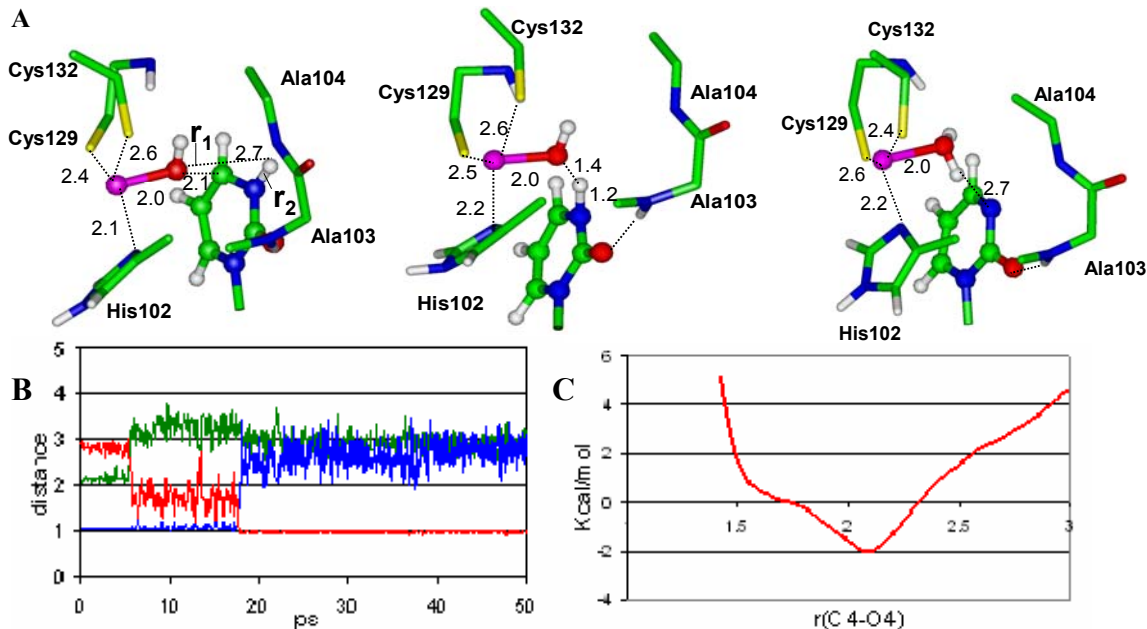 A
Cys132
Cys129
Ala104
r1
2.7
2.6
2.4
2.1
2.0
r2
2.1
Ala103
His102
Cys132
Cys129
Ala104
2.6
1.4
2.5
2.0
1.2
2.2
Ala103
His102
Cys132
Cys129
Ala104
2.4
2.0
2.6
2.7
2.2
Ala103
His102
B
distance
5
4
3
2
1
0
0 10 20 30 40 50
ps
C
Kcal/mol
6
4
2
0
-2
-4
1.5 2 2.5 3
r(C4-O4)